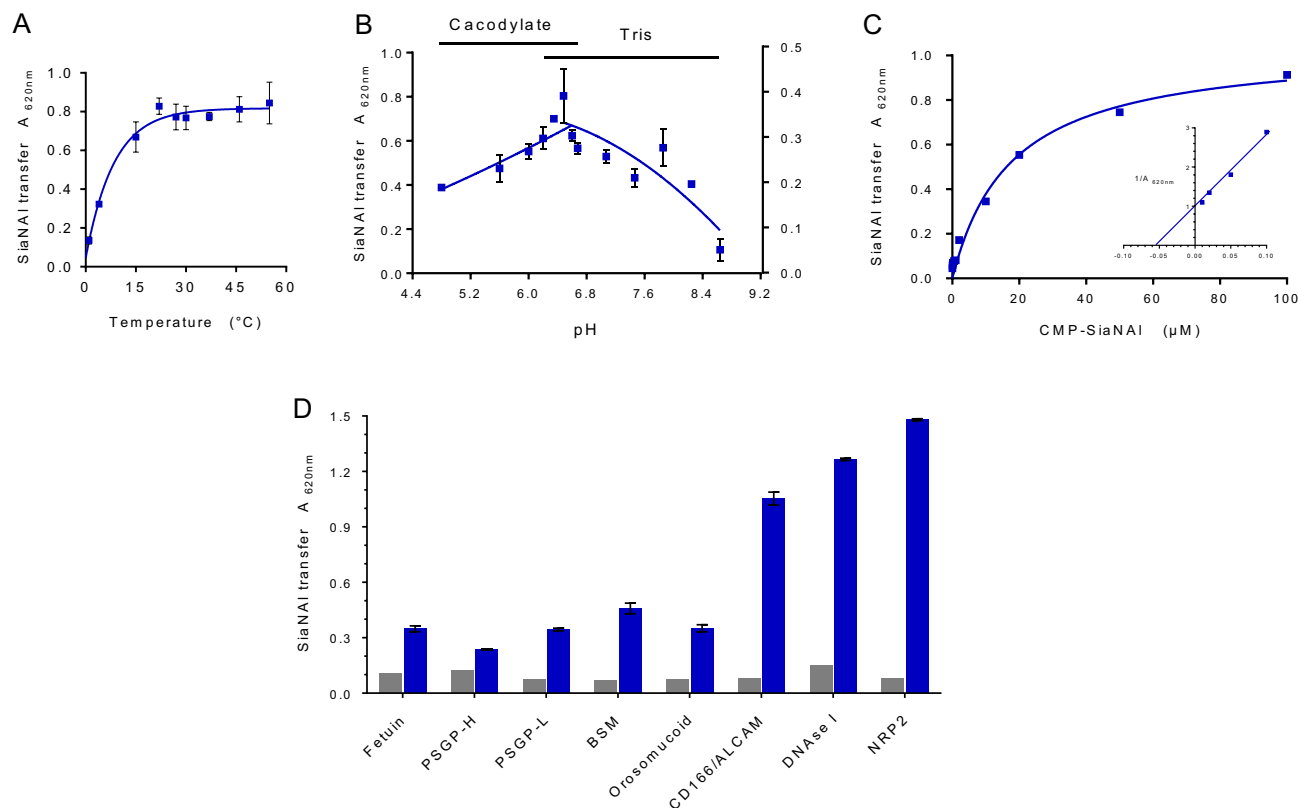 A
SiaNAl transfer A 620nm
1.0
0.8
0.6
0.4
0.2
0.0
0 15 30 45 60
Temperature (°C)
B
Cacodylate
Tris
SiaNAl transfer A 620nm
1.0
0.8
0.6
0.4
0.2
0.0
0.5
0.4
0.3
0.2
0.1
0.0
4.4 5.2 6.0 6.8 7.6 8.4 9.2
pH
C
SiaNAl transfer A 620nm
1.0
0.8
0.6
0.4
0.2
0.0
0 20 40 60 80 100
CMP-SiaNAl (µM)
1/A 620nm
3
2
1
-0.10 -0.05 0.00 0.05 0.10
D
SiaNAl transfer A 620nm
1.5
1.2
0.9
0.6
0.3
0.0
Fetuin
PSGP-H
PSGP-L
BSM
Orosomucoid
CD166/ALCAM
DNAse I
NRP2